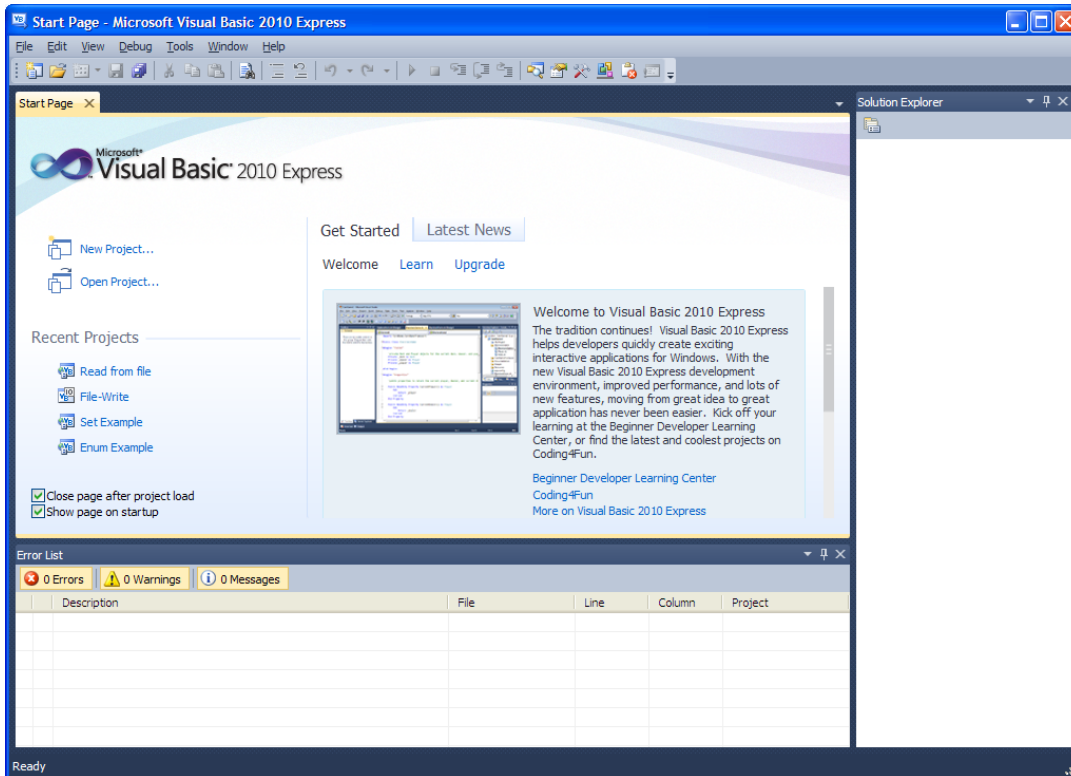 Start Page - Microsoft Visual Basic 2010 Express
File Edit View Debug Tools Window Help
Start Page
Solution Explorer
Microsoft®
Visual Basic® 2010 Express
New Project...
Open Project...
Recent Projects
Read from file
File-Write
Set Example
Enum Example
Close page after project load
Show page on startup
Get Started Latest News
Welcome Learn Upgrade
Welcome to Visual Basic 2010 Express
The tradition continues! Visual Basic 2010 Express
helps developers quickly create exciting
interactive applications for Windows. With the
new Visual Basic 2010 Express development
environment, improved performance, and lots of
new features, moving from great idea to great
application has never been easier. Kick off your
learning at the Beginner Developer Learning
Center, or find the latest and coolest projects on
Coding4Fun.
Beginner Developer Learning Center
Coding4Fun
More on Visual Basic 2010 Express
Error List
0 Errors 0 Warnings 0 Messages
Description File Line Column Project
Ready